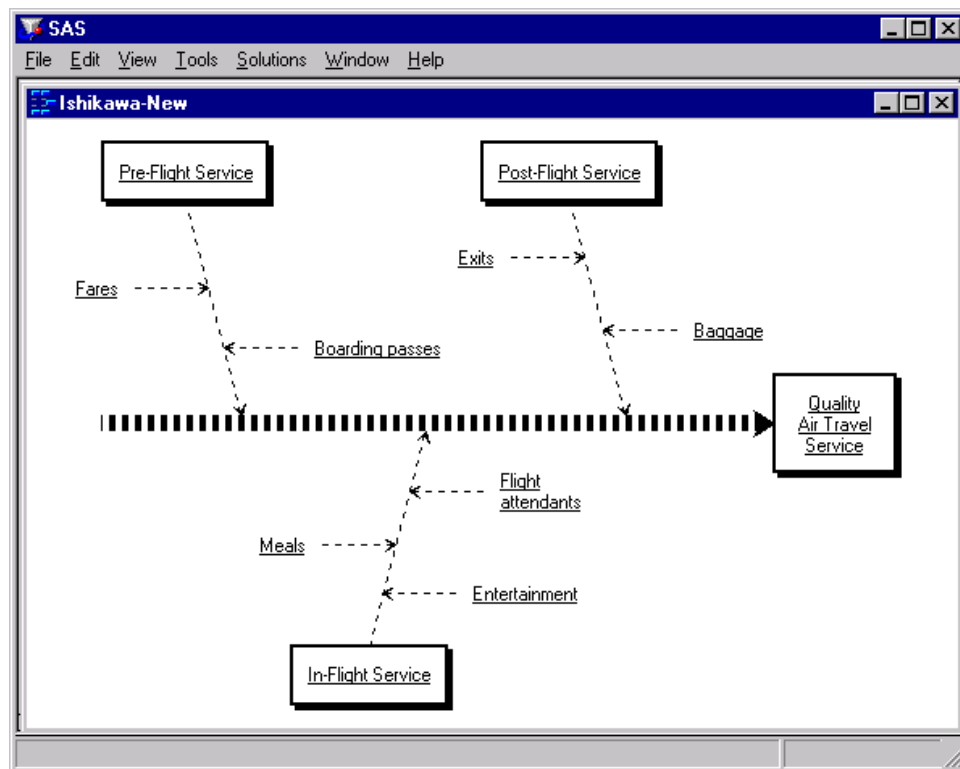 SAS
File Edit View Tools Solutions Window Help
Ishikawa-New
Pre-Flight Service
Post-Flight Service
Exits
Fares
Baggage
Boarding passes
Quality
Air Travel
Service
Flight
attendants
Meals
Entertainment
In-Flight Service